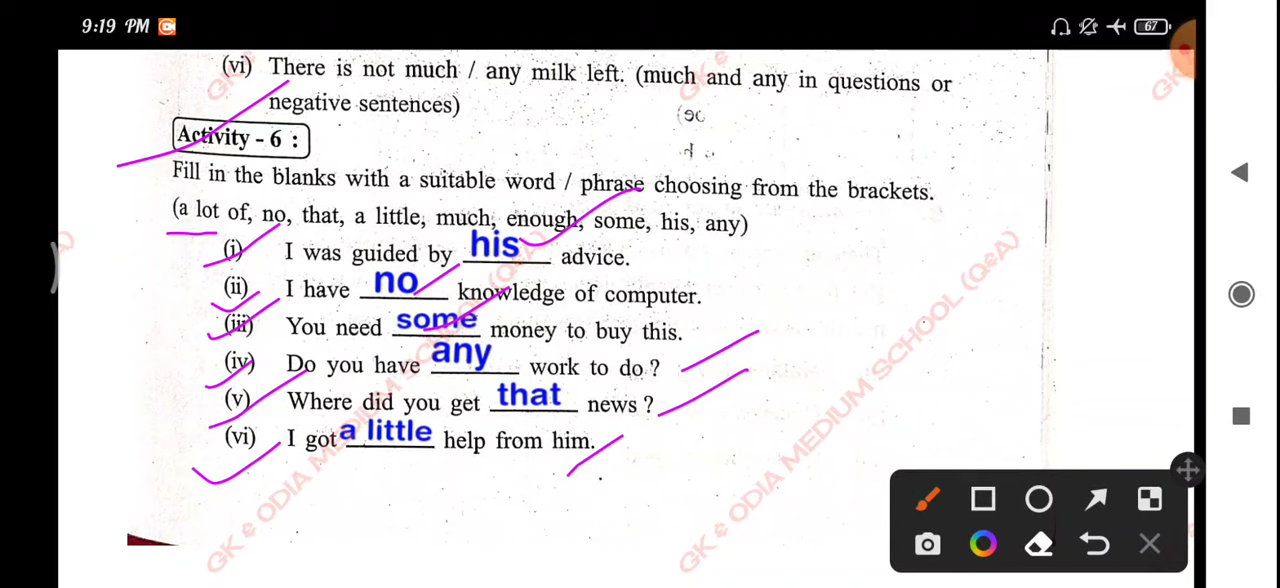 9:19 PM
67
(vi) There is not much / any milk left. (much and any in questions or
negative sentences)
Activity - 6 :
Fill in the blanks with a suitable word / phrase choosing from the brackets.
(a lot of, no, that, a little, much, enough, some, his, any)
(i) I was guided by his advice.
(ii) I have no knowledge of computer.
(iii) You need some money to buy this.
(iv) Do you have any work to do ?
(v) Where did you get that news ?
(vi) I got a little help from him.
GK & ODIA MEDIUM SCHOOL (Q&A)
GK & ODIA MEDIUM SCHOOL (Q&A)